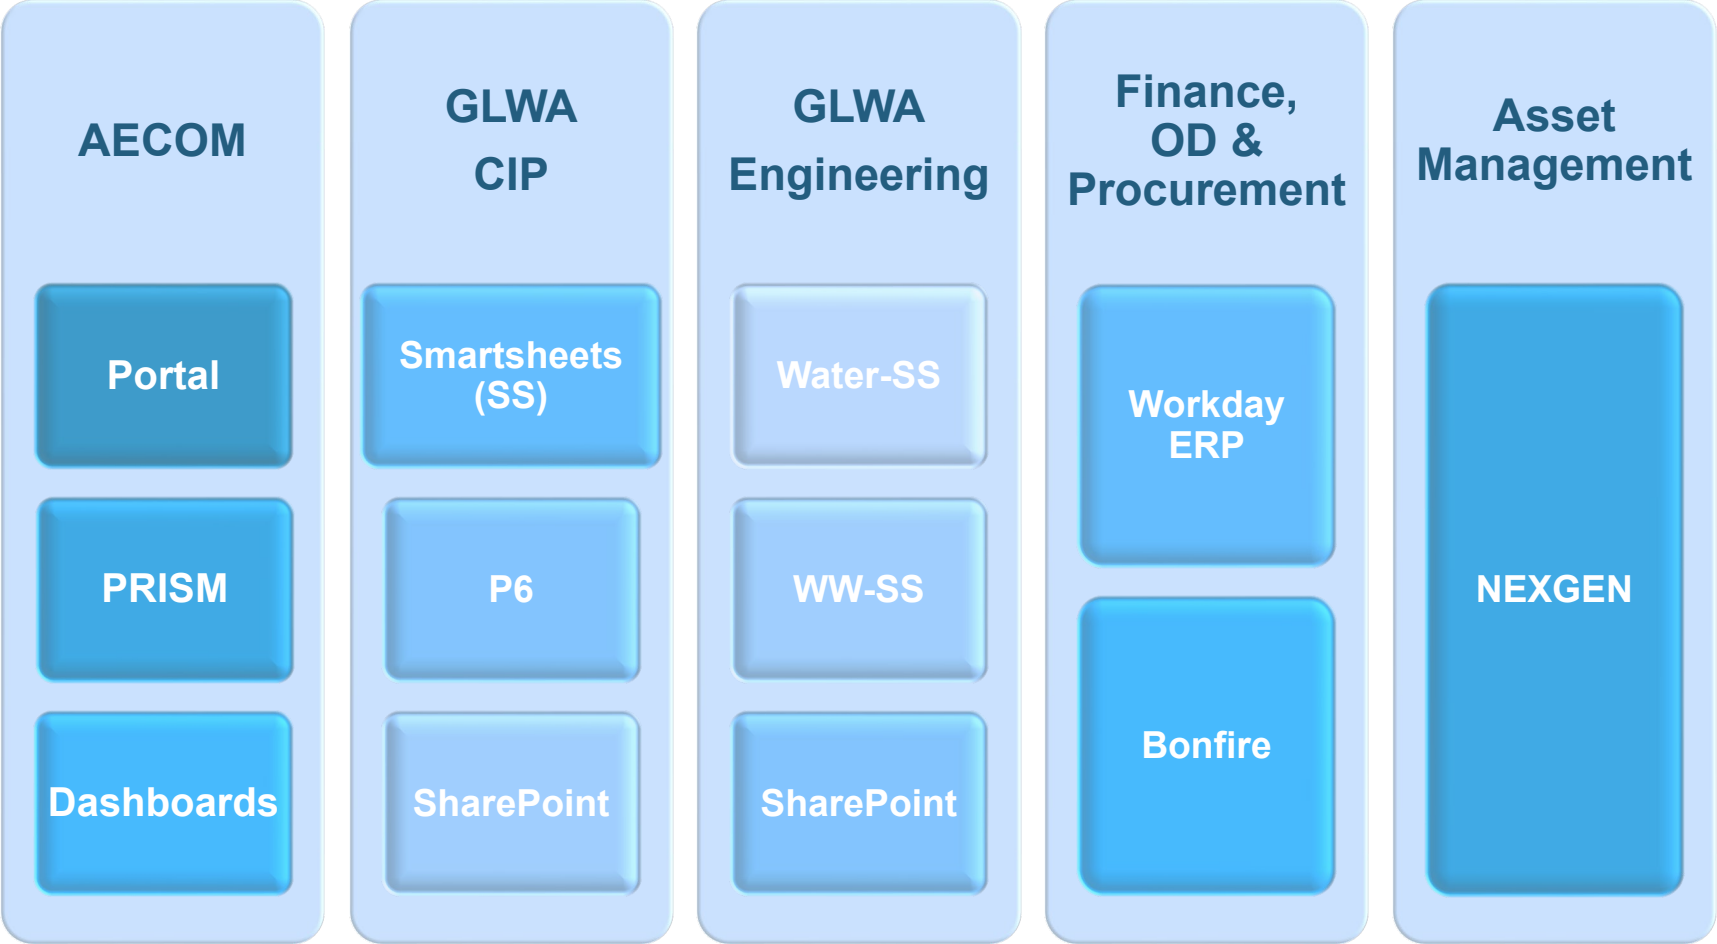 AECOM
Portal
PRISM
Dashboards
GLWA
CIP
Smartsheets
(SS)
P6
SharePoint
GLWA
Engineering
Water-SS
WW-SS
SharePoint
Finance,
OD &
Procurement
Workday
ERP
Bonfire
Asset
Management
NEXGEN